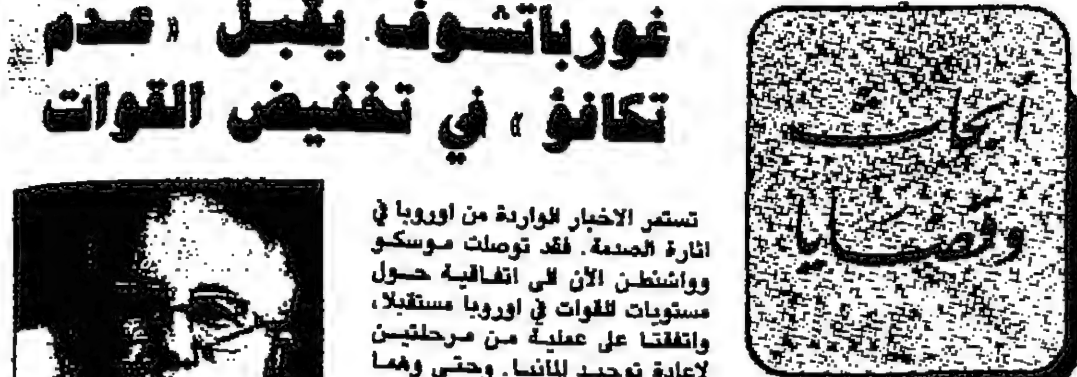 غورباتشوف يقبل « عدم
تكافؤ » في تخفيض القوات
أبحاث
وقضايا
تستمر الاخبار الواردة من اوروبا في
اثارة الصدمة. فقد توصلت موسكو
وواشنطن الآن الى اتفاقية حول
مستويات القوات في اوروبا مستقبلا،
واتفقتا على عملية من مرحلتين
لاعادة توحيد المانيا. وحتى وهما